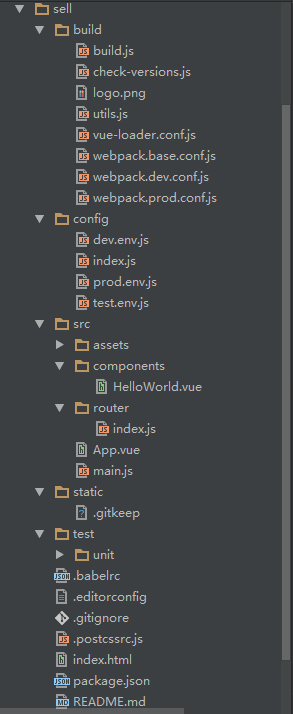 sell
build
build.js
check-versions.js
logo.png
utils.js
vue-loader.conf.js
webpack.base.conf.js
webpack.dev.conf.js
webpack.prod.conf.js
config
dev.env.js
index.js
prod.env.js
test.env.js
src
assets
components
HelloWorld.vue
router
index.js
App.vue
main.js
static
.gitkeep
test
unit
.babelrc
.editorconfig
.gitignore
.postcssrc.js
index.html
package.json
README.md